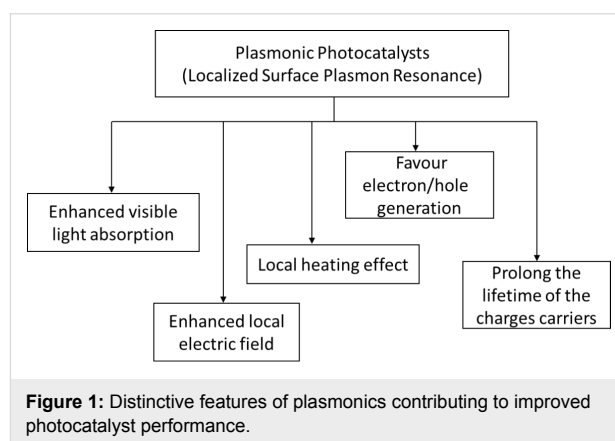 Plasmonic Photocatalysts
(Localized Surface Plasmon Resonance)
Enhanced visible
light absorption
Enhanced local
electric field
Local heating effect
Favour
electron/hole
generation
Prolong the
lifetime of the
charges carriers
Figure 1: Distinctive features of plasmonics contributing to improved
photocatalyst performance.